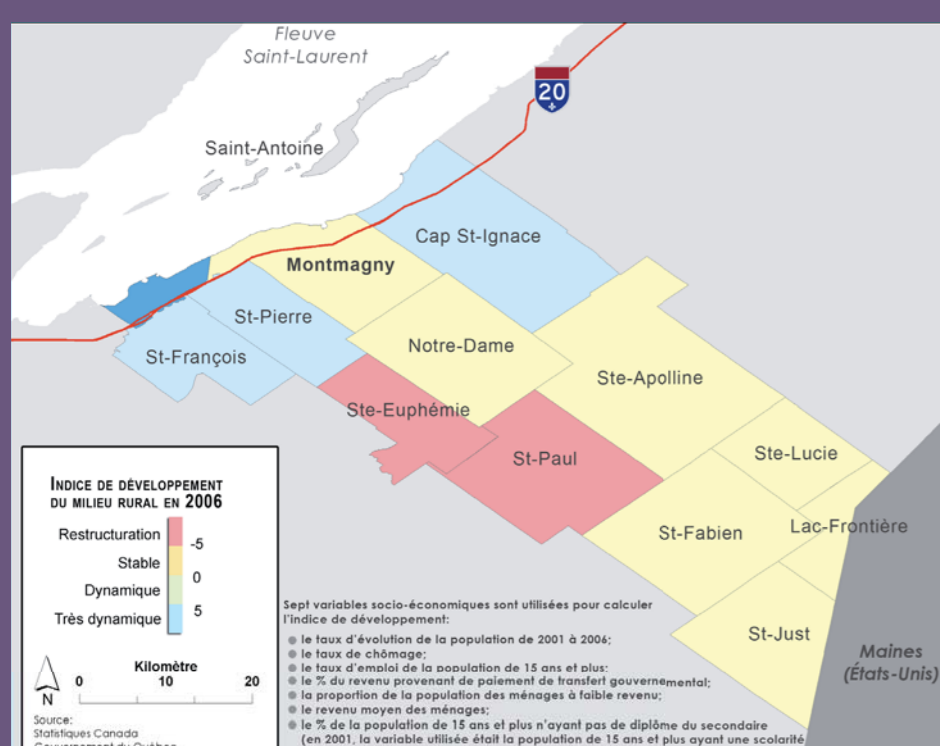 Fleuve
Saint-Laurent
20
Saint-Antoine
Cap St-Ignace
Montmagny
St-Pierre
St-François
Notre-Dame
Ste-Apolline
Ste-Euphémie
St-Paul
Ste-Lucie
St-Fabien
Lac-Frontière
St-Just
Maines
(États-Unis)
INDICE DE DÉVELOPPEMENT
DU MILIEU RURAL EN 2006
Restructuration
-5
Stable
0
Dynamique
5
Très dynamique
Kilomètre
0 10 20
N
Source:
Statistiques Canada
Gouvernement du Québec
Sept variables socio-économiques sont utilisées pour calculer
l'indice de développement:
le taux d'évolution de la population de 2001 à 2006;
le taux de chômage;
le taux d'emploi de la population de 15 ans et plus;
le % du revenu provenant de paiement de transfert gouvernemental;
la proportion de la population des ménages à faible revenu;
le revenu moyen des ménages;
le % de la population de 15 ans et plus n'ayant pas de diplôme du secondaire
(en 2001, la variable utilisée était la population de 15 ans et plus ayant une scolarité